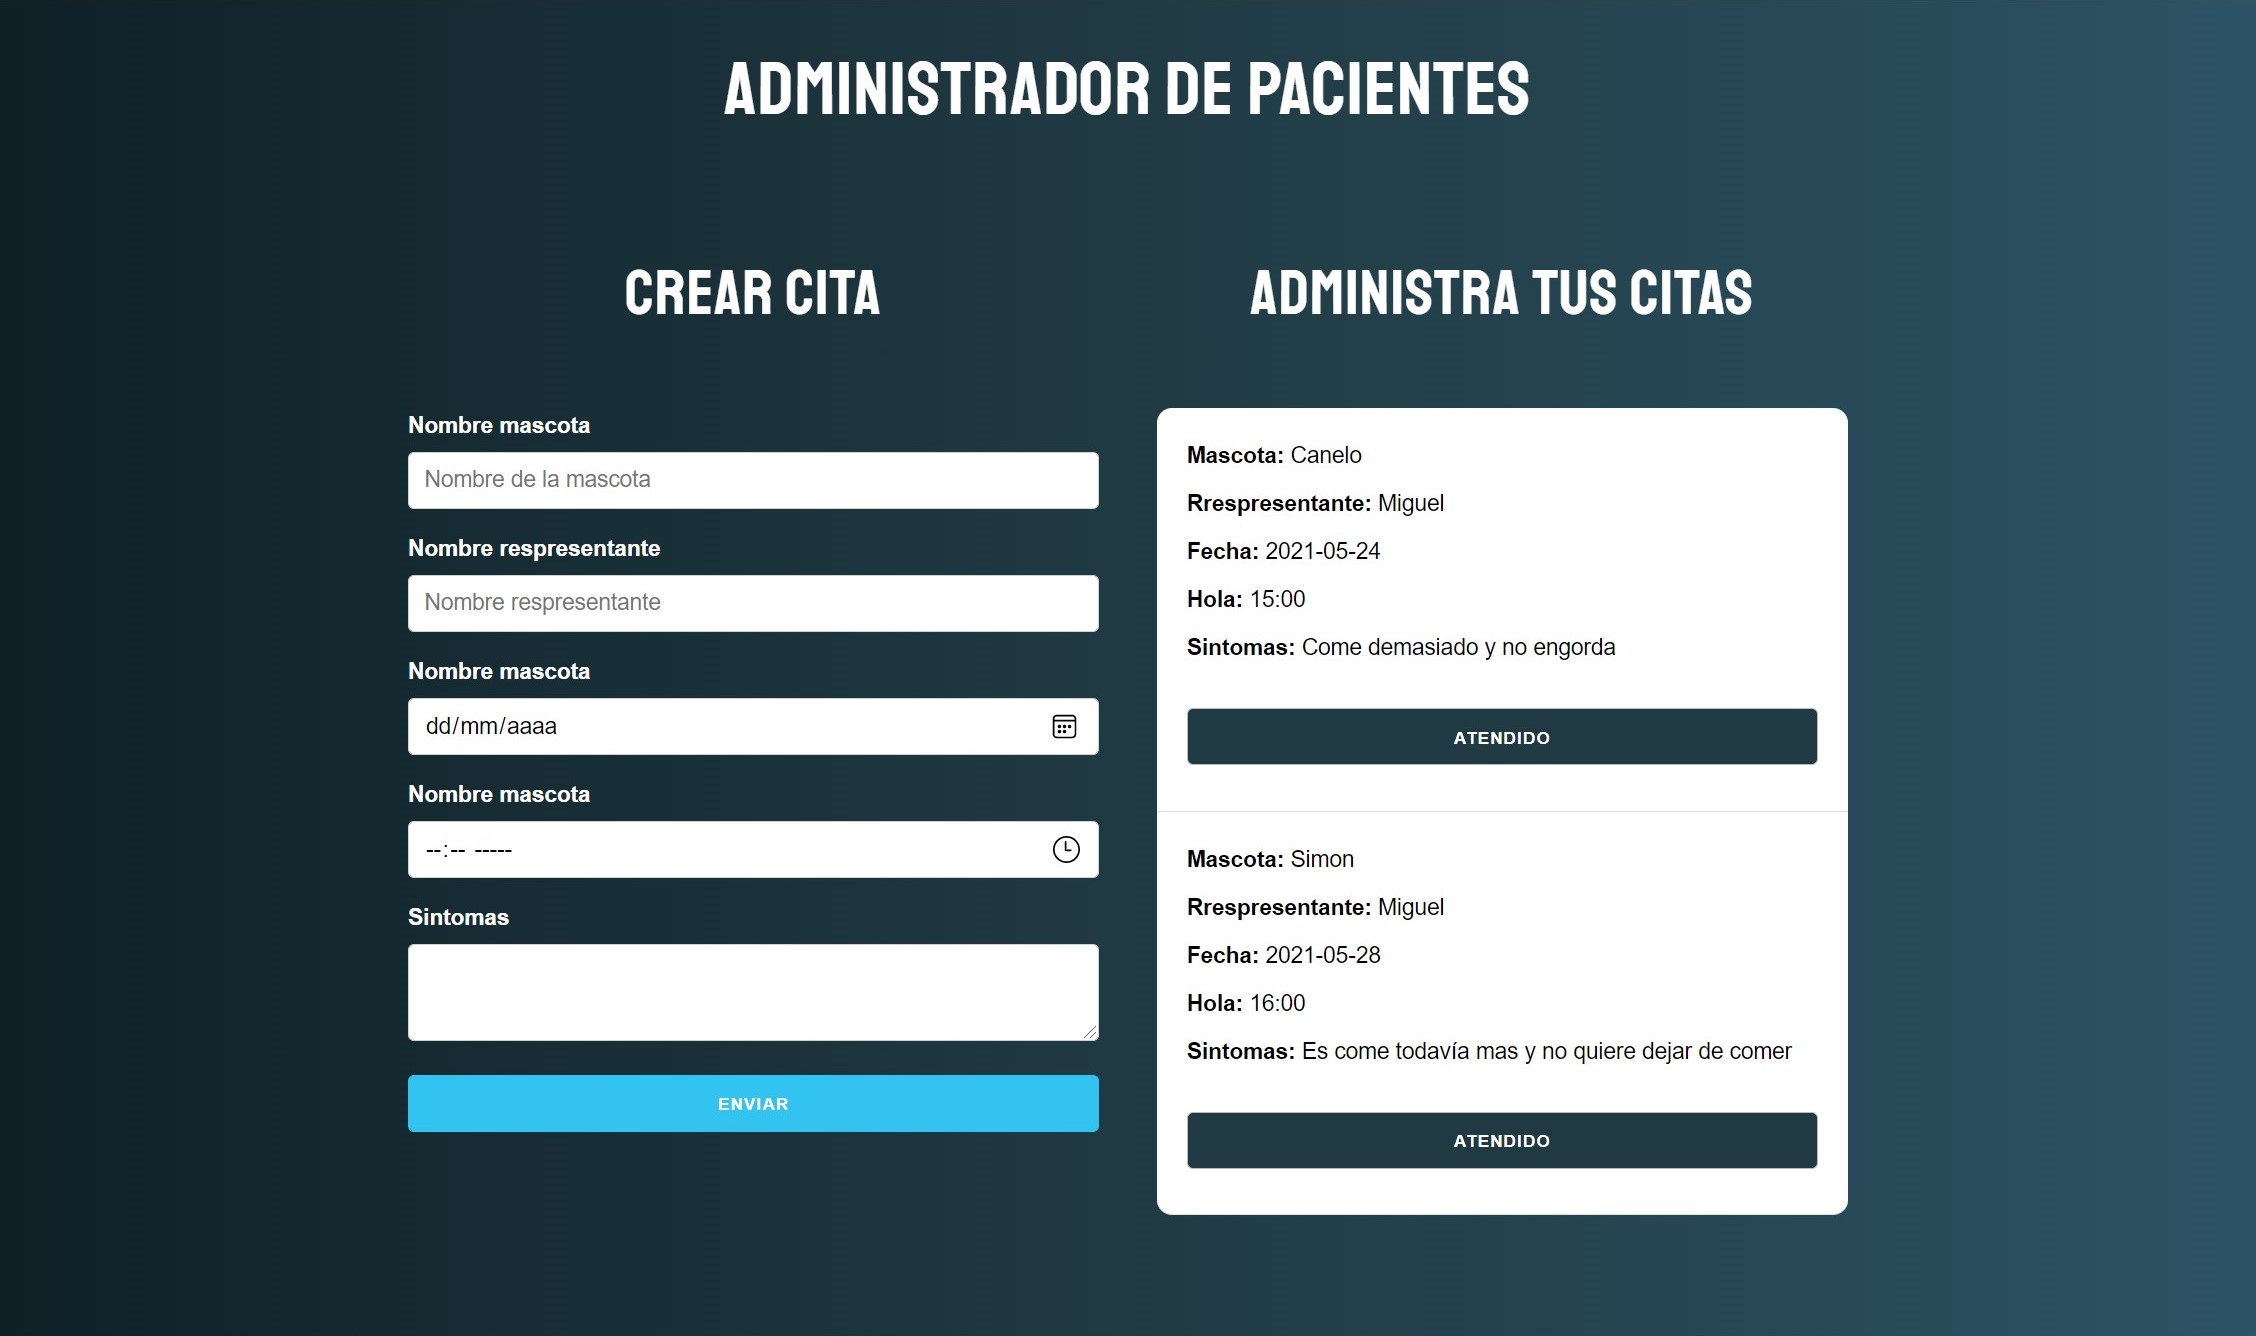 ADMINISTRADOR DE PACIENTES
CREAR CITA
Nombre mascota
Nombre de la mascota
Nombre respresentante
Nombre respresentante
Nombre mascota
dd/mm/aaaa
Nombre mascota
--:-- -----
Sintomas
ENVIAR
ADMINISTRA TUS CITAS
Mascota: Canelo
Rrespresentante: Miguel
Fecha: 2021-05-24
Hola: 15:00
Sintomas: Come demasiado y no engorda
ATENDIDO
Mascota: Simon
Rrespresentante: Miguel
Fecha: 2021-05-28
Hola: 16:00
Sintomas: Es come todavía mas y no quiere dejar de comer
ATENDIDO